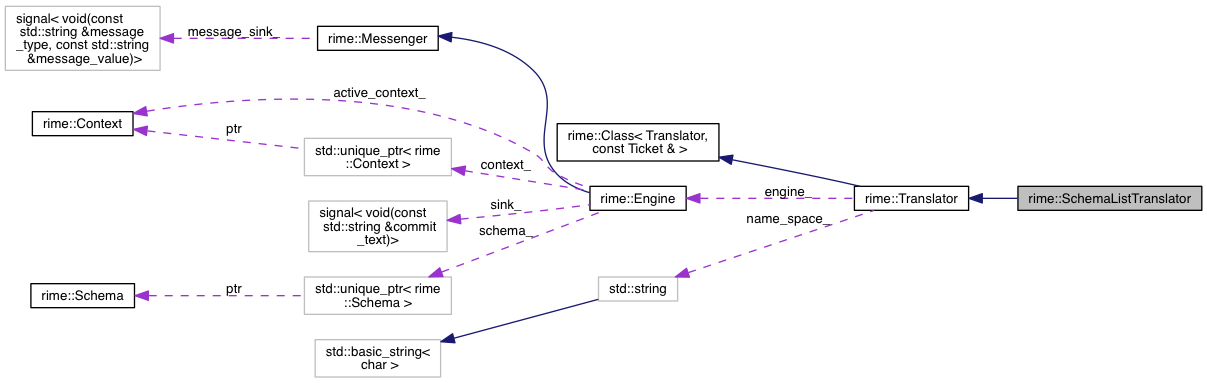 signal< void(const
std::string &message
_type, const std::string
&message_value)>
message_sink_
rime::Messenger
active_context_
rime::Context
ptr
std::unique_ptr< rime
::Context >
context_
rime::Class< Translator,
const Ticket & >
signal< void(const
std::string &commit
_text)>
sink_
schema_
rime::Engine
engine_
name_space_
rime::Translator
rime::SchemaListTranslator
rime::Schema
ptr
std::unique_ptr< rime
::Schema >
std::string
std::basic_string<
char >